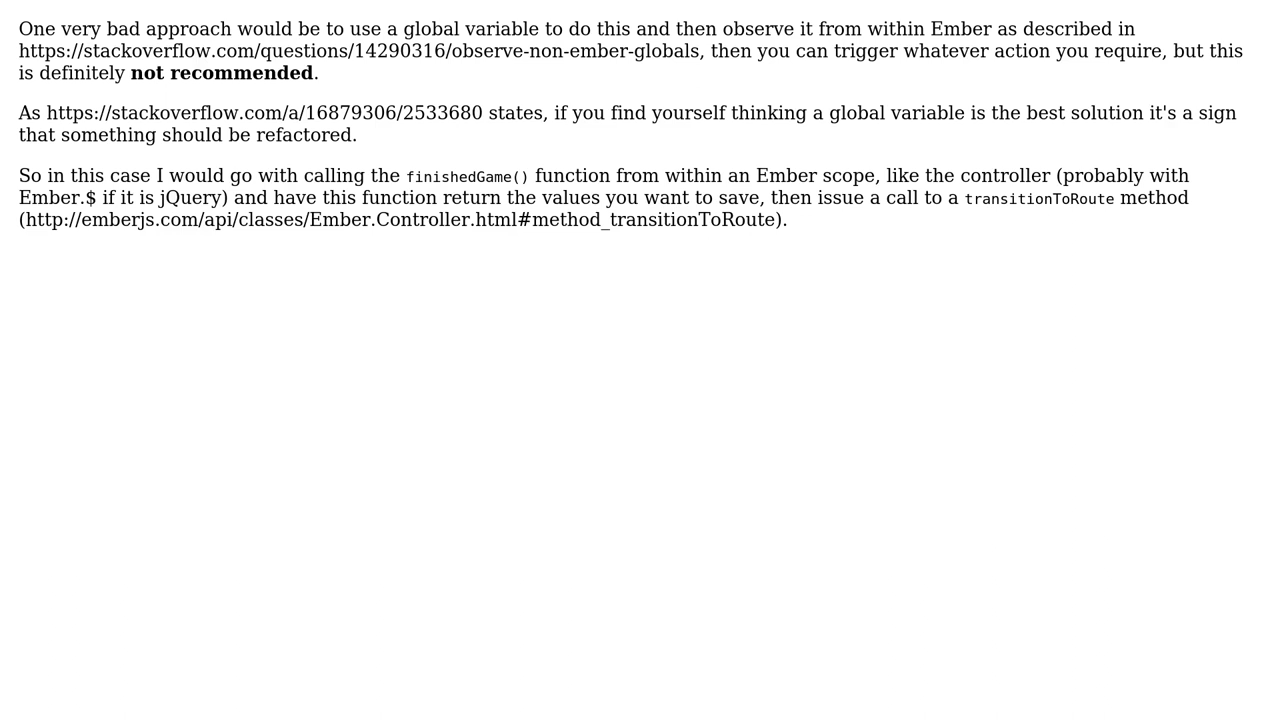 One very bad approach would be to use a global variable to do this and then observe it from within Ember as described in
https://stackoverflow.com/questions/14290316/observe-non-ember-globals, then you can trigger whatever action you require, but this
is definitely not recommended.
As https://stackoverflow.com/a/16879306/2533680 states, if you find yourself thinking a global variable is the best solution it's a sign
that something should be refactored.
So in this case I would go with calling the finishedGame() function from within an Ember scope, like the controller (probably with
Ember.$ if it is jQuery) and have this function return the values you want to save, then issue a call to a transitionToRoute method
(http://emberjs.com/api/classes/Ember.Controller.html#method_transitionToRoute).